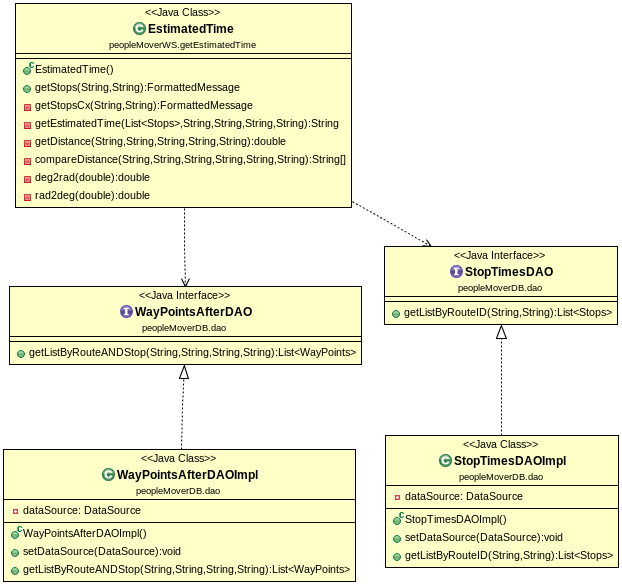 <<Java Class>>
EstimatedTime
peopleMoverWS.getEstimatedTime
EstimatedTime()
getStops(String,String):FormattedMessage
getStopsCx(String,String):FormattedMessage
getEstimatedTime(List<Stops>,String,String,String,String):String
getDistance(String,String,String,String,String):double
compareDistance(String,String,String,String,String,String):String[]
deg2rad(double):double
rad2deg(double):double
<<Java Interface>>
StopTimesDAO
peopleMoverDB.dao
getListByRouteID(String,String):List<Stops>
<<Java Interface>>
WayPointsAfterDAO
peopleMoverDB.dao
getListByRouteANDStop(String,String,String,String):List<WayPoints>
<<Java Class>>
WayPointsAfterDAOImpl
peopleMoverDB.dao
dataSource: DataSource
WayPointsAfterDAOImpl()
setDataSource(DataSource):void
getListByRouteANDStop(String,String,String,String):List<WayPoints>
<<Java Class>>
StopTimesDAOImpl
peopleMoverDB.dao
dataSource: DataSource
StopTimesDAOImpl()
setDataSource(DataSource):void
getListByRouteID(String,String):List<Stops>